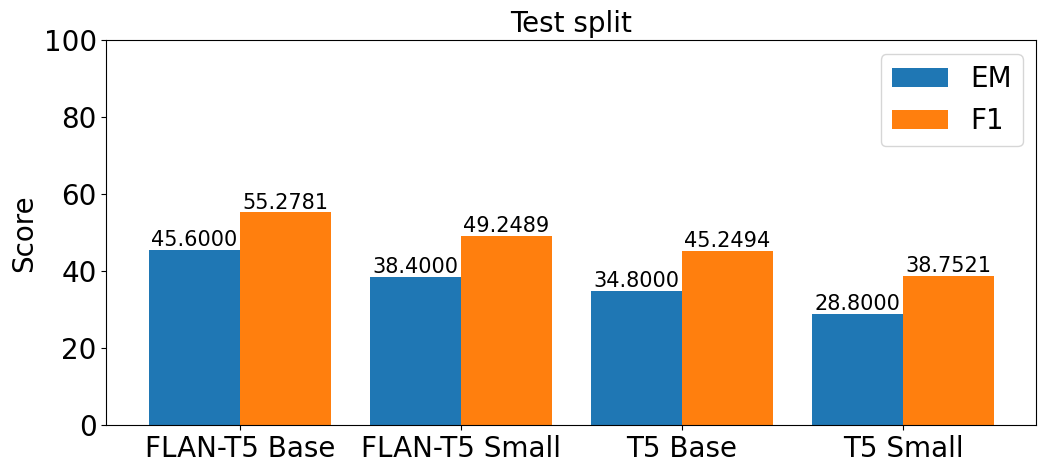 Test split
100
80
60
40
20
0
Score
EM
F1
45.6000
55.2781
38.4000
49.2489
34.8000
45.2494
28.8000
38.7521
FLAN-T5 Base
FLAN-T5 Small
T5 Base
T5 Small